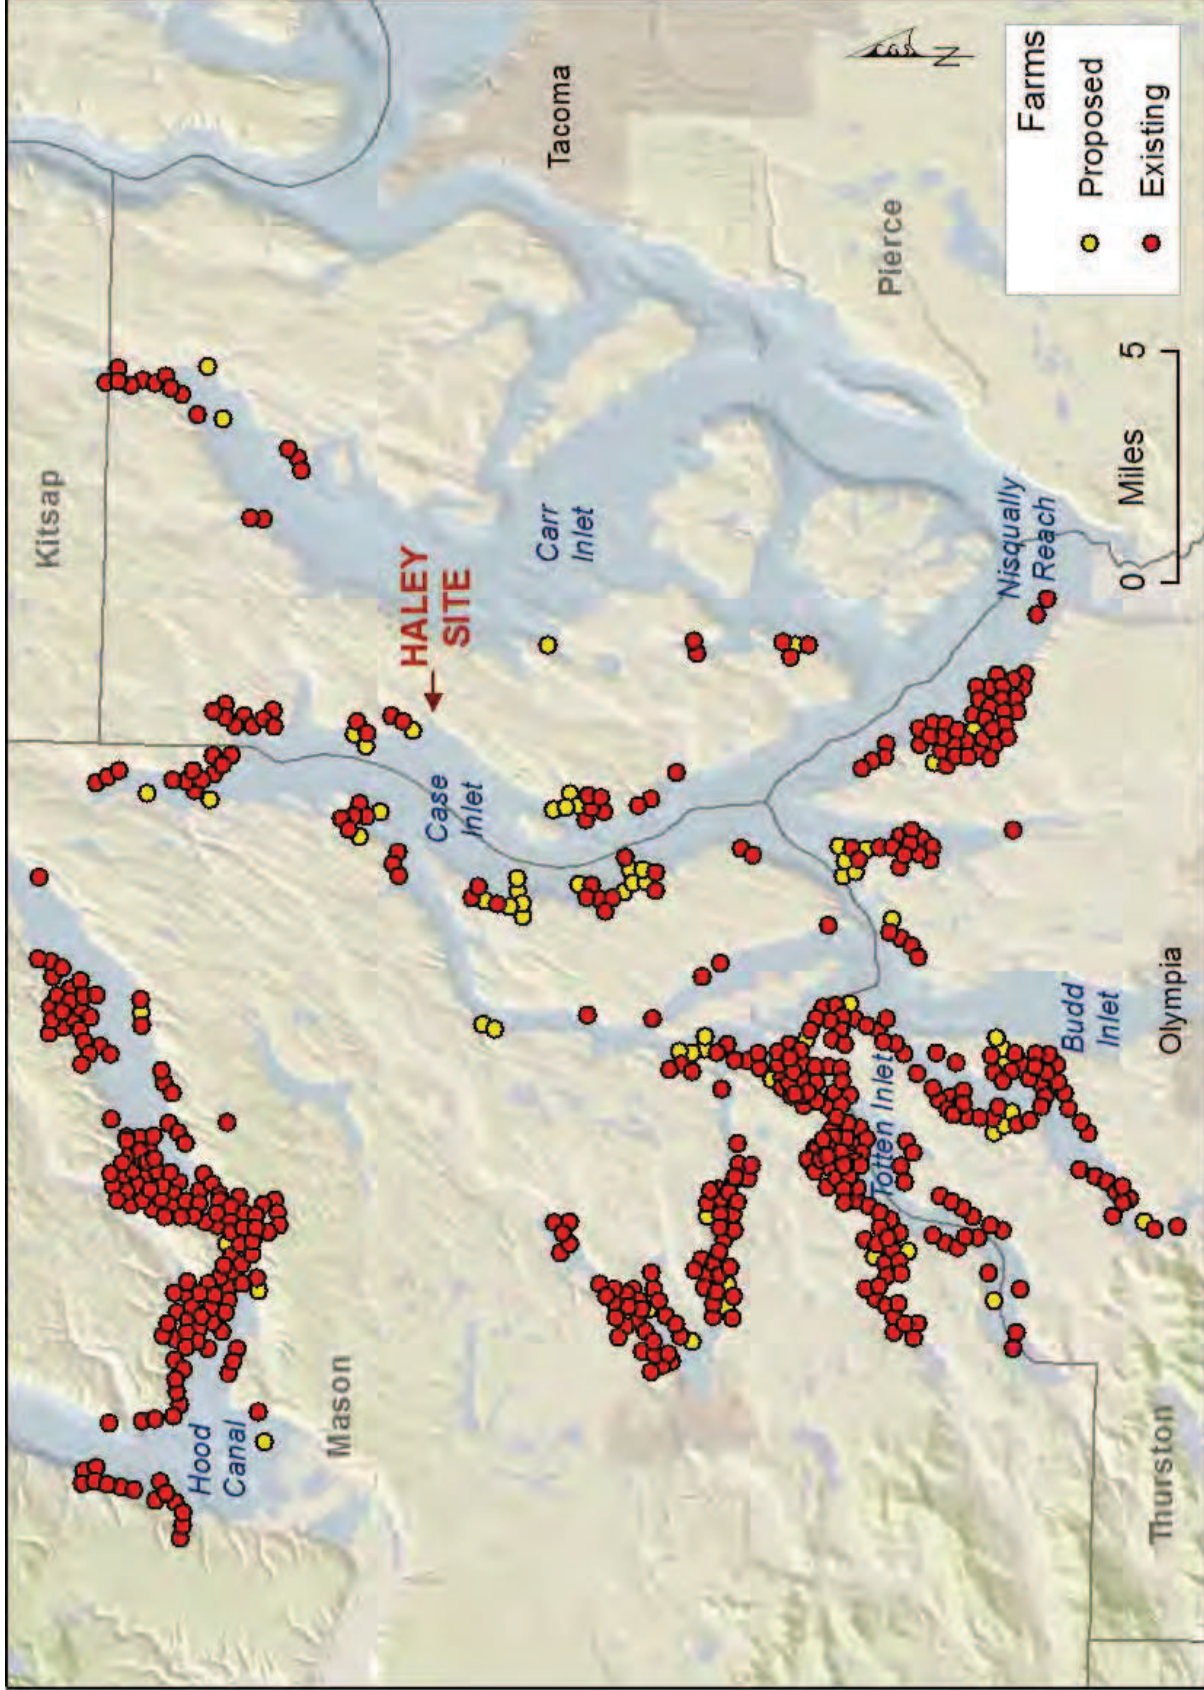 Hood
Canal
Mason
Kitsap
HALEY
SITE
Case
Inlet
Carr
Inlet
Tacoma
Totten Inlet
Budd
Inlet
Olympia
Thurston
Nisqually
Reach
Pierce
0 Miles 5
N
Farms
Proposed
Existing